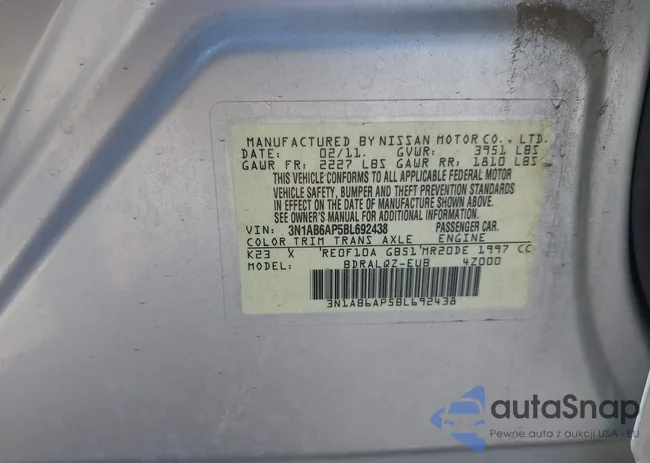 MANUFACTURED BY NISSAN MOTOR CO., LTD.
DATE: 02/11. GVWR: 3951 LBS
GAWR FR: 2227 LBS GAWR RR: 1810 LBS
THIS VEHICLE CONFORMS TO ALL APPLICABLE FEDERAL MOTOR
VEHICLE SAFETY, BUMPER AND THEFT PREVENTION STANDARDS
IN EFFECT ON THE DATE OF MANUFACTURE SHOWN ABOVE.
SEE OWNER'S MANUAL FOR ADDITIONAL INFORMATION.
VIN: 3N1AB6AP5BL692438 PASSENGER CAR.
COLOR TRIM TRANS AXLE ENGINE
K23 X RE0F10A GB51 MR20DE 1997 CC
MODEL: BDRALQZ-EUB 4Z000
3N1AB6AP5BL692438
autoSnap
Pewne auta z aukcji USA - EU